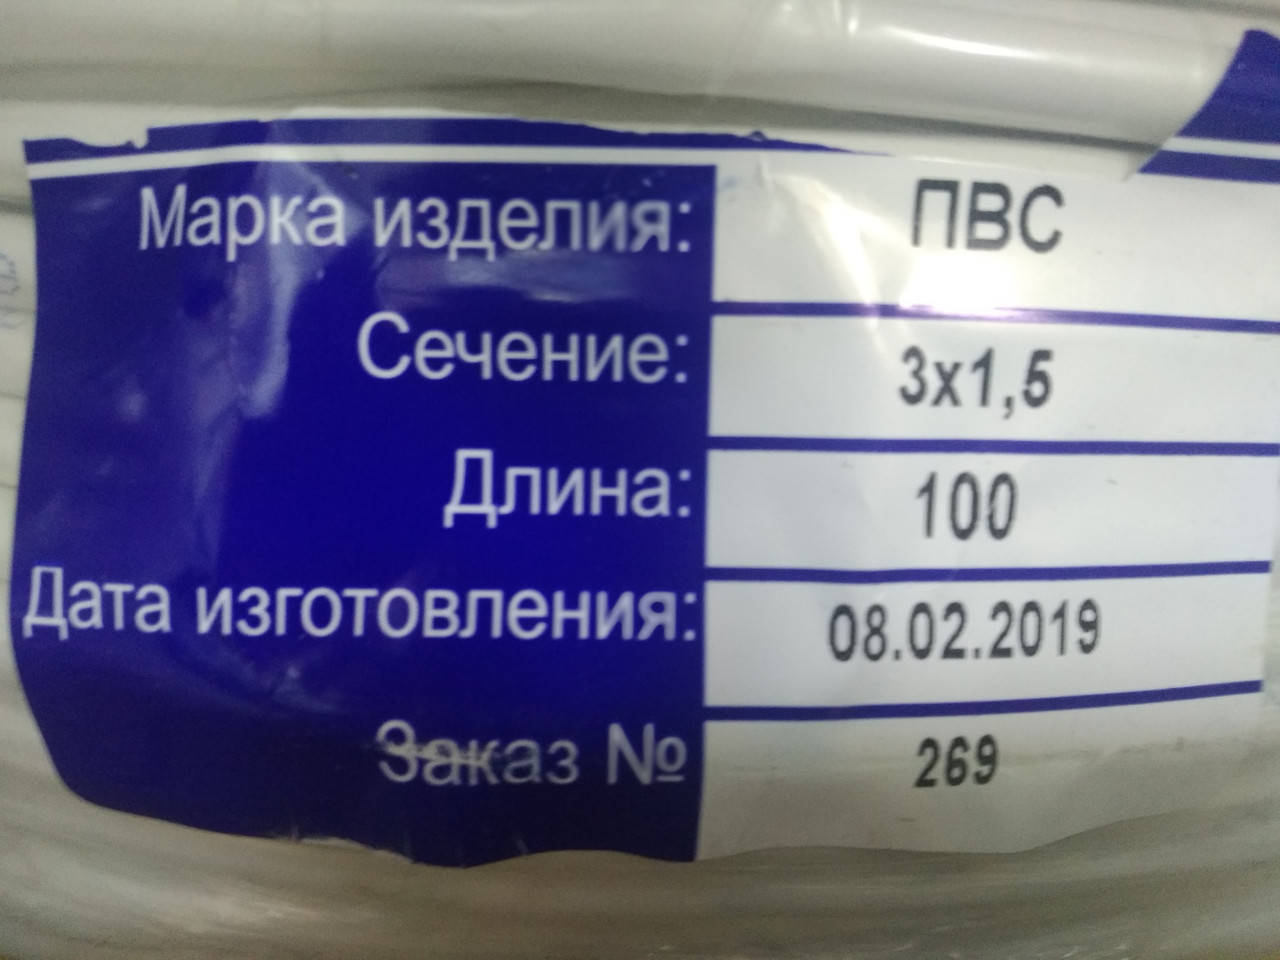 Марка изделия: ПВС
Сечение: 3х1,5
Длина: 100
Дата изготовления: 08.02.2019
Заказ № 269